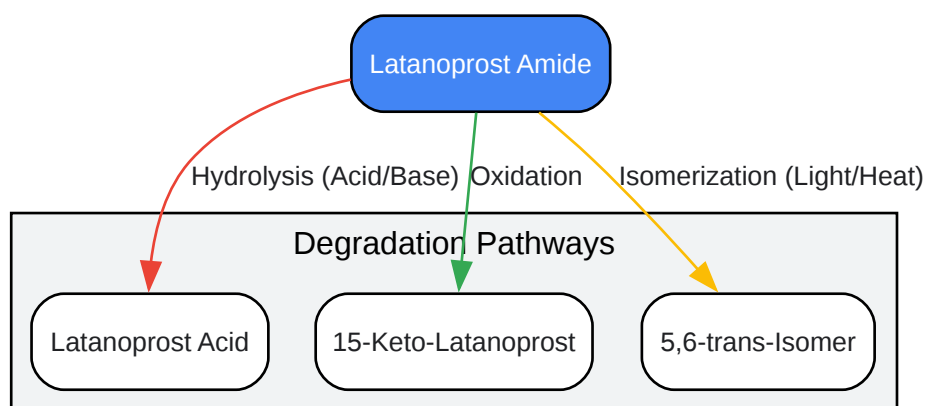 Latanoprost Amide
Hydrolysis (Acid/Base)
Oxidation
Isomerization (Light/Heat)
Degradation Pathways
Latanoprost Acid
15-Keto-Latanoprost
5,6-trans-Isomer